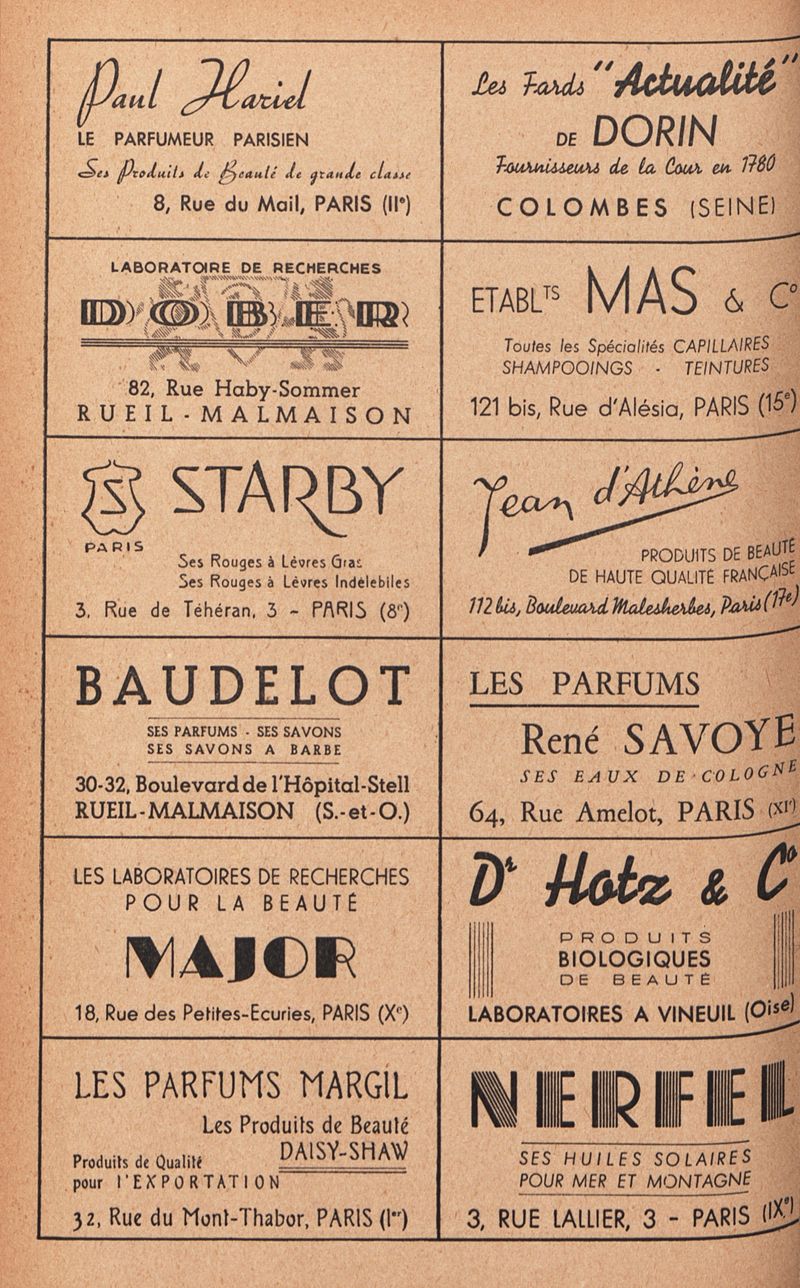 Paul Hariel
LE PARFUMEUR PARISIEN
Ses Produits de Beauté de grande classe
8, Rue du Mail, PARIS (IIe)
Les Fards "Actualité"
DE DORIN
Fournisseurs de la Cour en 1780
COLOMBES (SEINE)
LABORATOIRE DE RECHERCHES
DOBER
82, Rue Haby-Sommer
RUEIL-MALMAISON
ETABLTS MAS & Co
Toutes les Spécialités CAPILLAIRES
SHAMPOOINGS - TEINTURES
121 bis, Rue d'Alésia, PARIS (15e)
S STARBY
PARIS
Ses Rouges à Lèvres Gras
Ses Rouges à Lèvres Indélébiles
3, Rue de Téhéran, 3 - PARIS (8e)
Jean d'Athène
PRODUITS DE BEAUTÉ
DE HAUTE QUALITÉ FRANÇAISE
112 bis, Boulevard Malesherbes, Paris (17e)
BAUDELOT
SES PARFUMS - SES SAVONS
SES SAVONS A BARBE
30-32, Boulevard de l'Hôpital-Stell
RUEIL-MALMAISON (S.-et-O.)
LES PARFUMS
René SAVOYE
SES EAUX DE COLOGNE
64, Rue Amelot, PARIS (XIe)
LES LABORATOIRES DE RECHERCHES
POUR LA BEAUTÉ
MAJOR
18, Rue des Petites-Ecuries, PARIS (Xe)
Dr Hotz & Co
PRODUITS
BIOLOGIQUES
DE BEAUTÉ
LABORATOIRES A VINEUIL (Oise)
LES PARFUMS MARGIL
Les Produits de Beauté
DAISY-SHAW
Produits de Qualité
pour l'EXPORTATION
32, Rue du Mont-Thabor, PARIS (Ier)
NERFEL
SES HUILES SOLAIRES
POUR MER ET MONTAGNE
3, RUE LALLIER, 3 - PARIS (IXe)